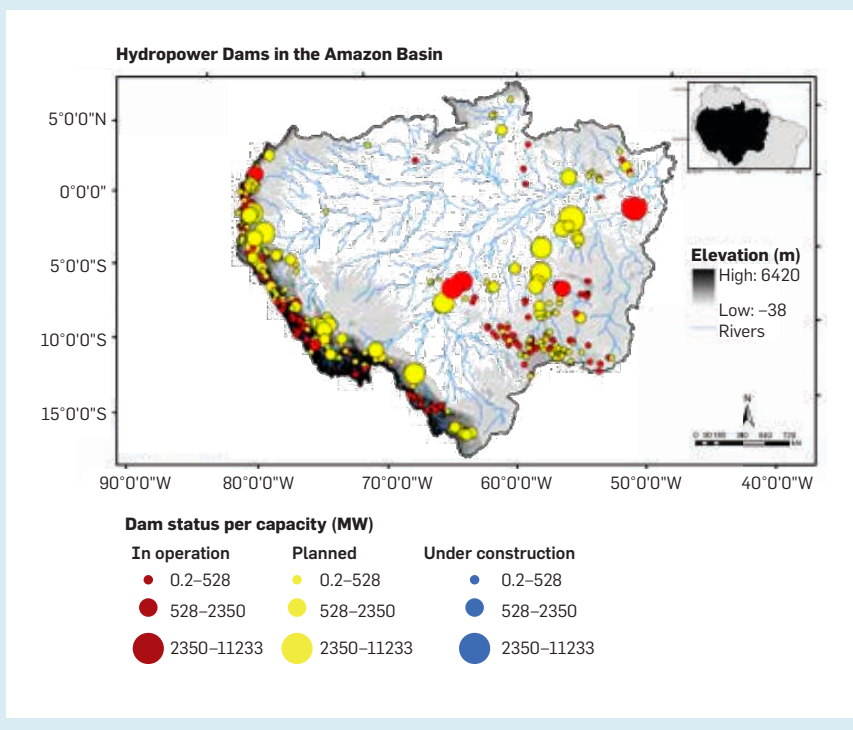 Hydropower Dams in the Amazon Basin
5°0'0"N
0°0'0"
5°0'0"S
10°0'0"S
15°0'0"S
90°0'0"W
80°0'0"W
70°0'0"W
60°0'0"W
50°0'0"W
40°0'0"W
Elevation (m)
High: 6420
Low: –38
Rivers
N
Dam status per capacity (MW)
In operation
Planned
Under construction
0.2–528
0.2–528
0.2–528
528–2350
528–2350
528–2350
2350–11233
2350–11233
2350–11233